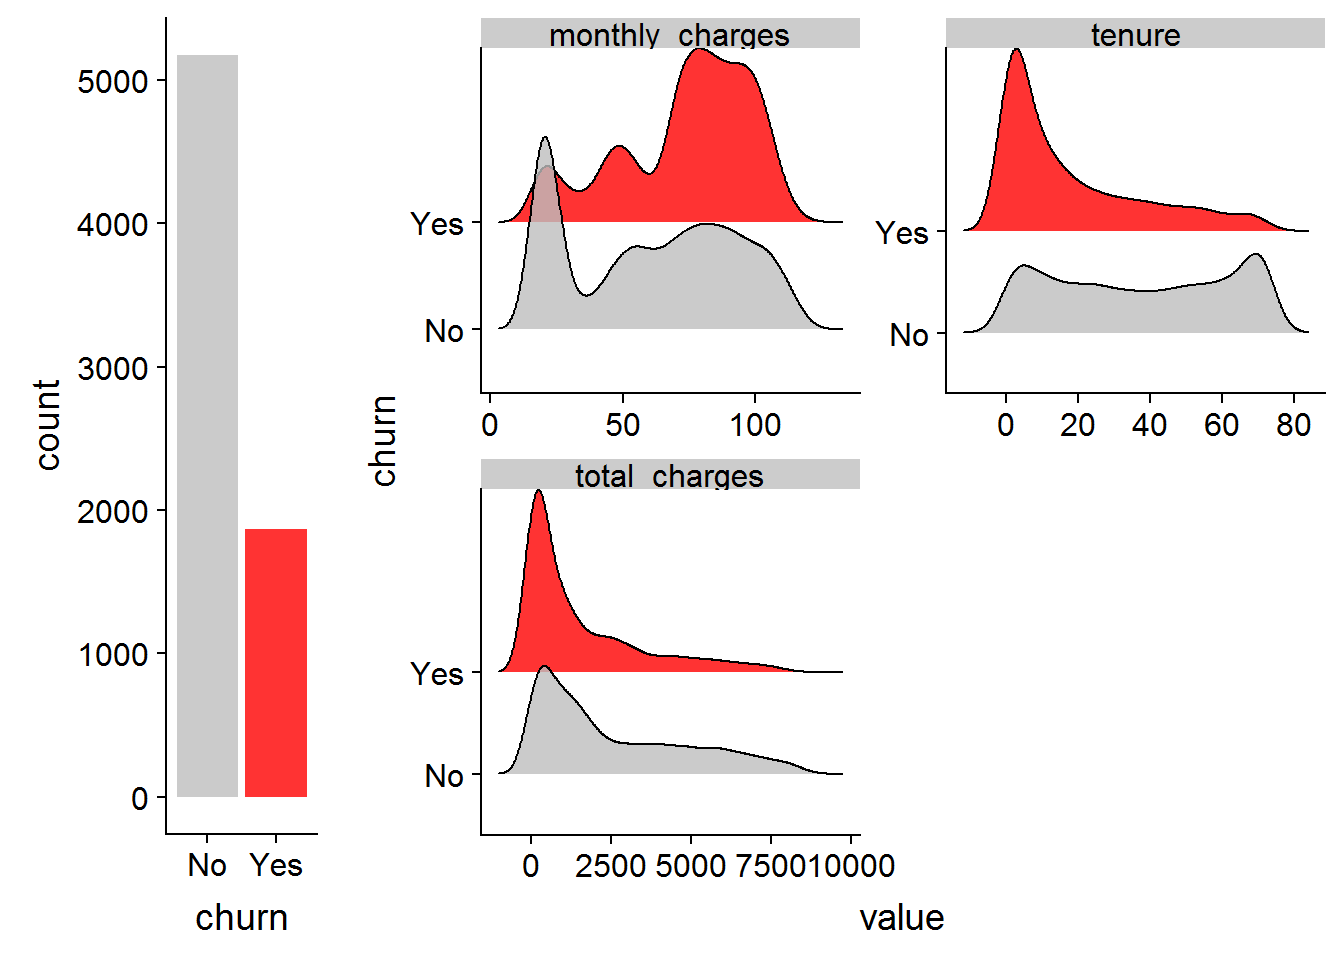 count
5000
4000
3000
2000
1000
0
No Yes
churn
churn
monthly_charges
Yes
No
0 50 100
tenure
Yes
No
0 20 40 60 80
total_charges
Yes
No
0 2500 5000 7500 10000
value